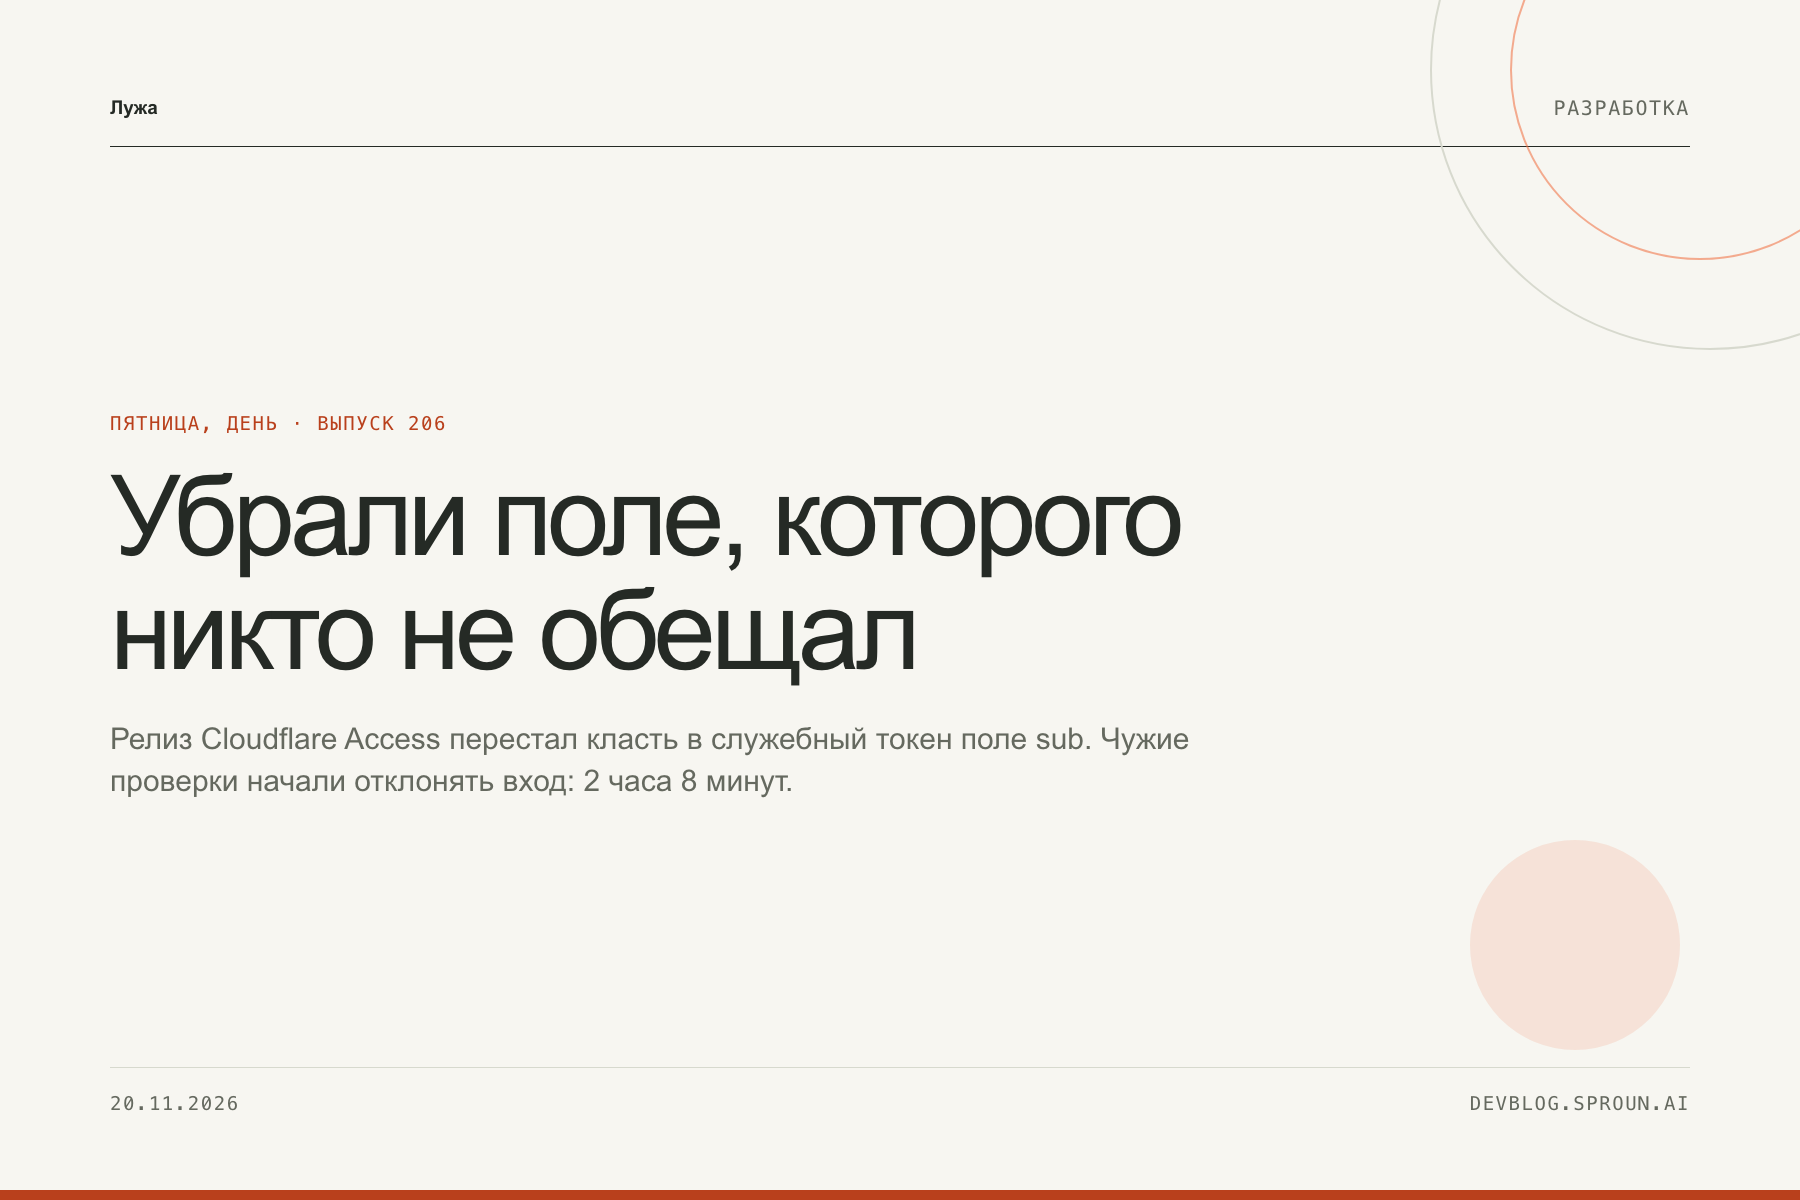 Лужа
РАЗРАБОТКА
ПЯТНИЦА, ДЕНЬ · ВЫПУСК 206
Убрали поле, которого
никто не обещал
Релиз Cloudflare Access перестал класть в служебный токен поле sub. Чужие
проверки начали отклонять вход: 2 часа 8 минут.
20.11.2026
DEVBLOG.SPROUN.AI